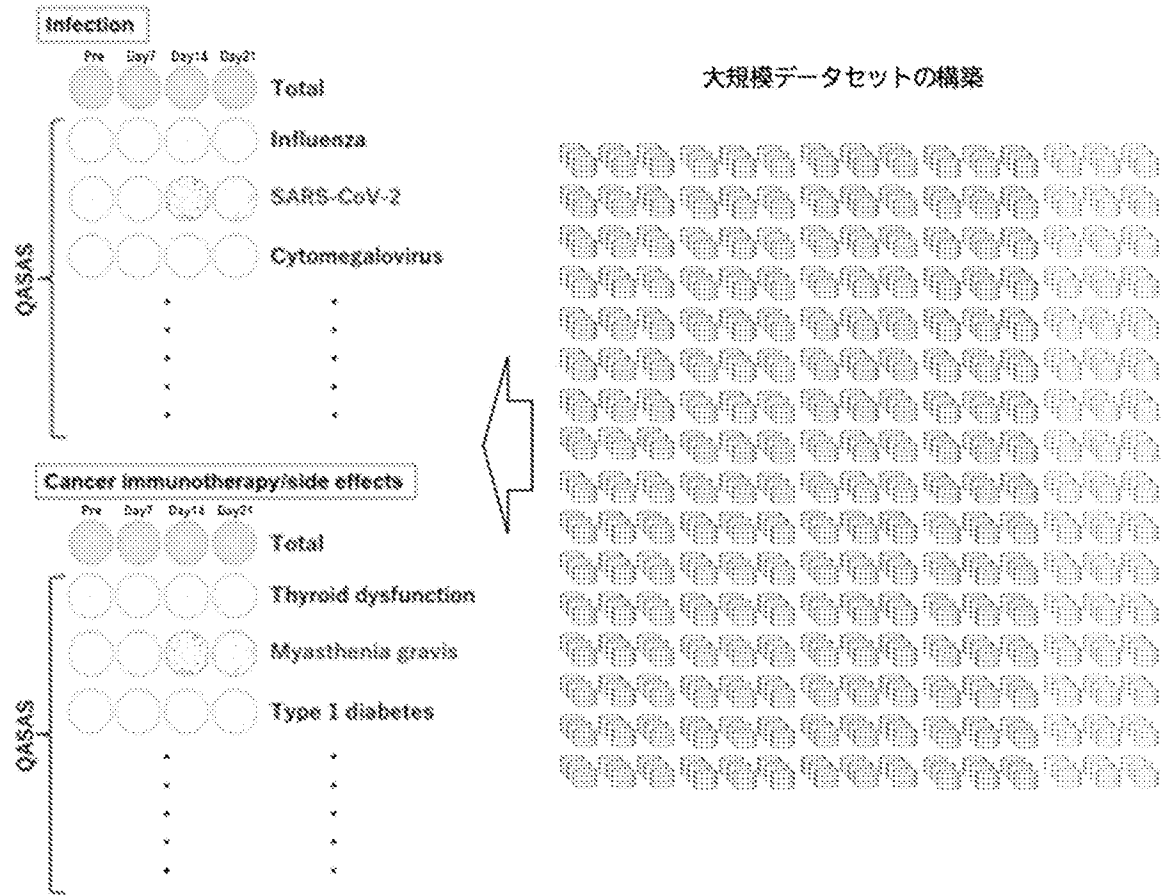 Infection
Pre Day7 Day14 Day21
Total
Influenza
SARS-CoV-2
Cytomegalovirus
QASAS
Cancer immunotherapy/side effects
Pre Day7 Day14 Day21
Total
Thyroid dysfunction
Myasthenia gravis
Type 1 diabetes
QASAS
大規模データセットの構築